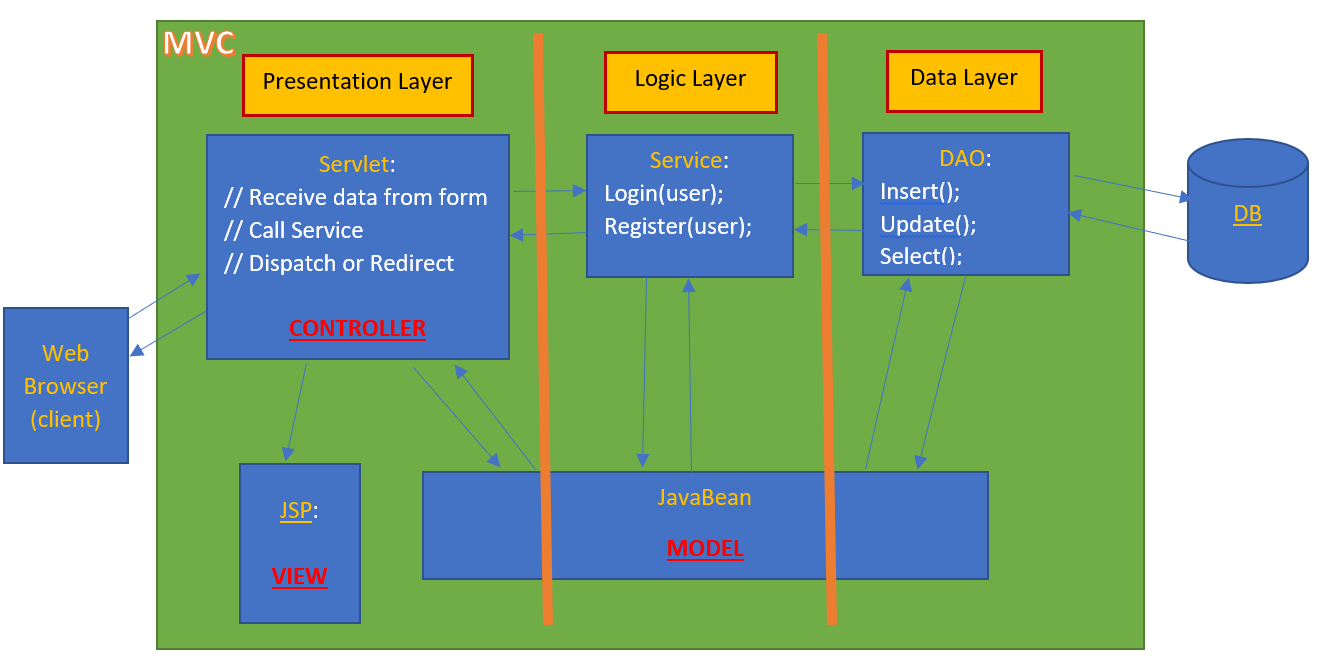 MVC
Presentation Layer
Logic Layer
Data Layer
Servlet:
// Receive data from form
// Call Service
// Dispatch or Redirect
CONTROLLER
Service:
Login(user);
Register(user);
DAO:
Insert();
Update();
Select();
DB
Web
Browser
(client)
JSP:
VIEW
JavaBean
MODEL